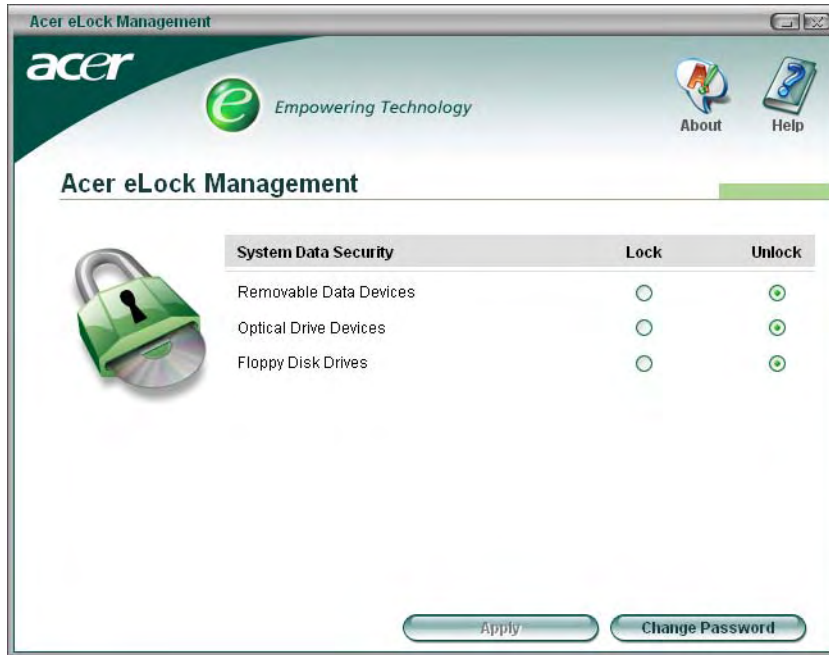 Acer eLock Management
acer
e Empowering Technology
About Help
Acer eLock Management
System Data Security Lock Unlock
Removable Data Devices
Optical Drive Devices
Floppy Disk Drives
Apply Change Password